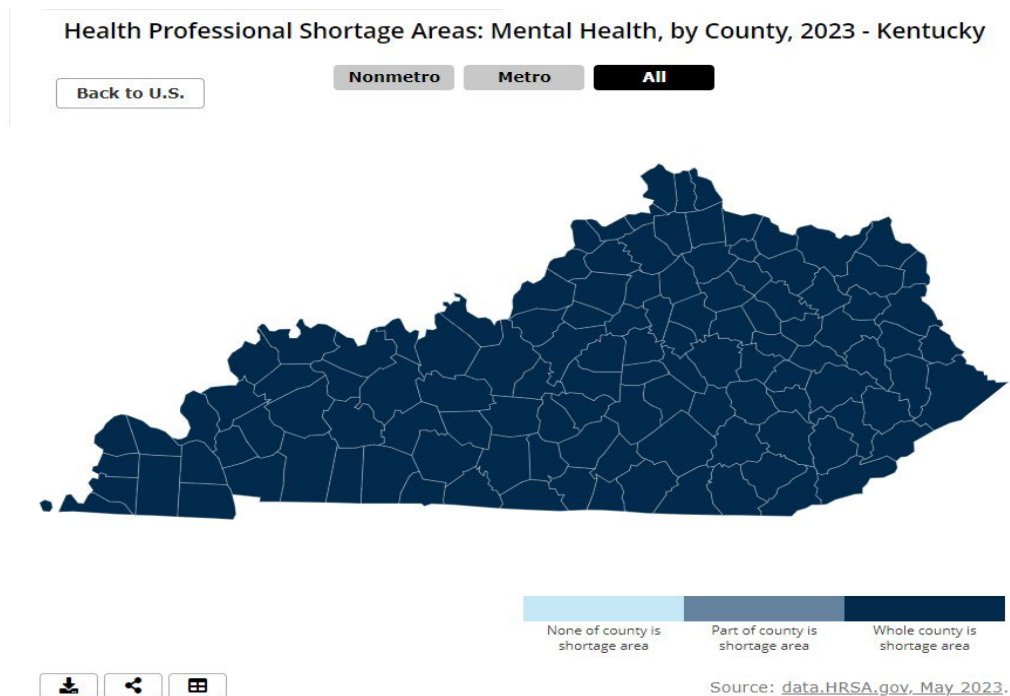 Health Professional Shortage Areas: Mental Health, by County, 2023 - Kentucky
Nonmetro Metro All
Back to U.S.
None of county is Part of county is Whole county is
shortage area shortage area shortage area
Source: data.HRSA.gov, May 2023.